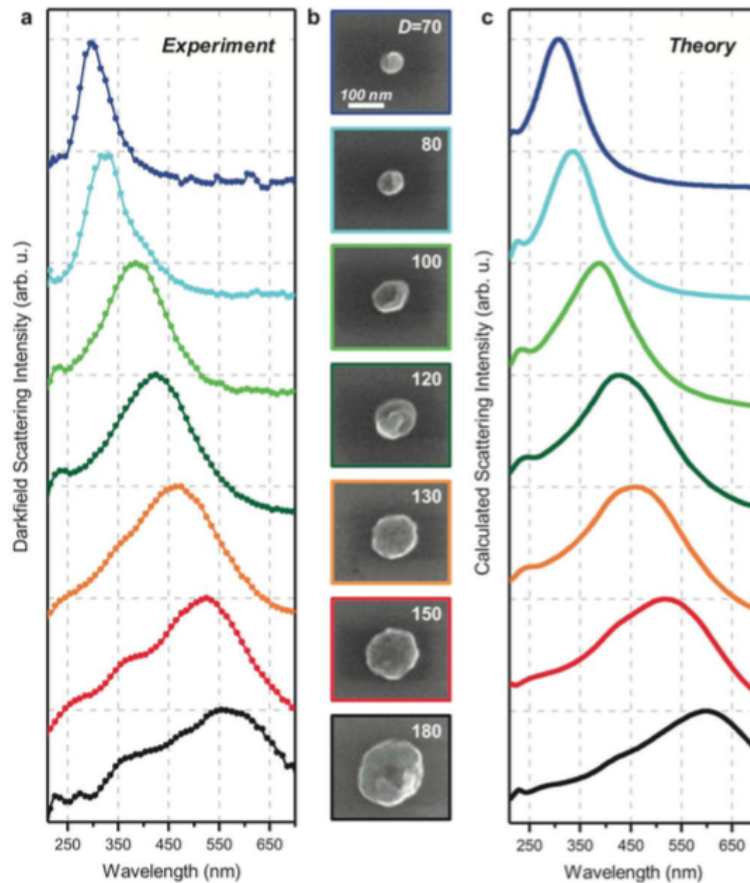 a
Experiment
b
D=70
100 nm
80
100
120
130
150
180
c
Theory
Darkfield Scattering Intensity (arb. u.)
250 350 450 550 650
Wavelength (nm)
Calculated Scattering Intensity (arb. u.)
250 350 450 550 650
Wavelength (nm)